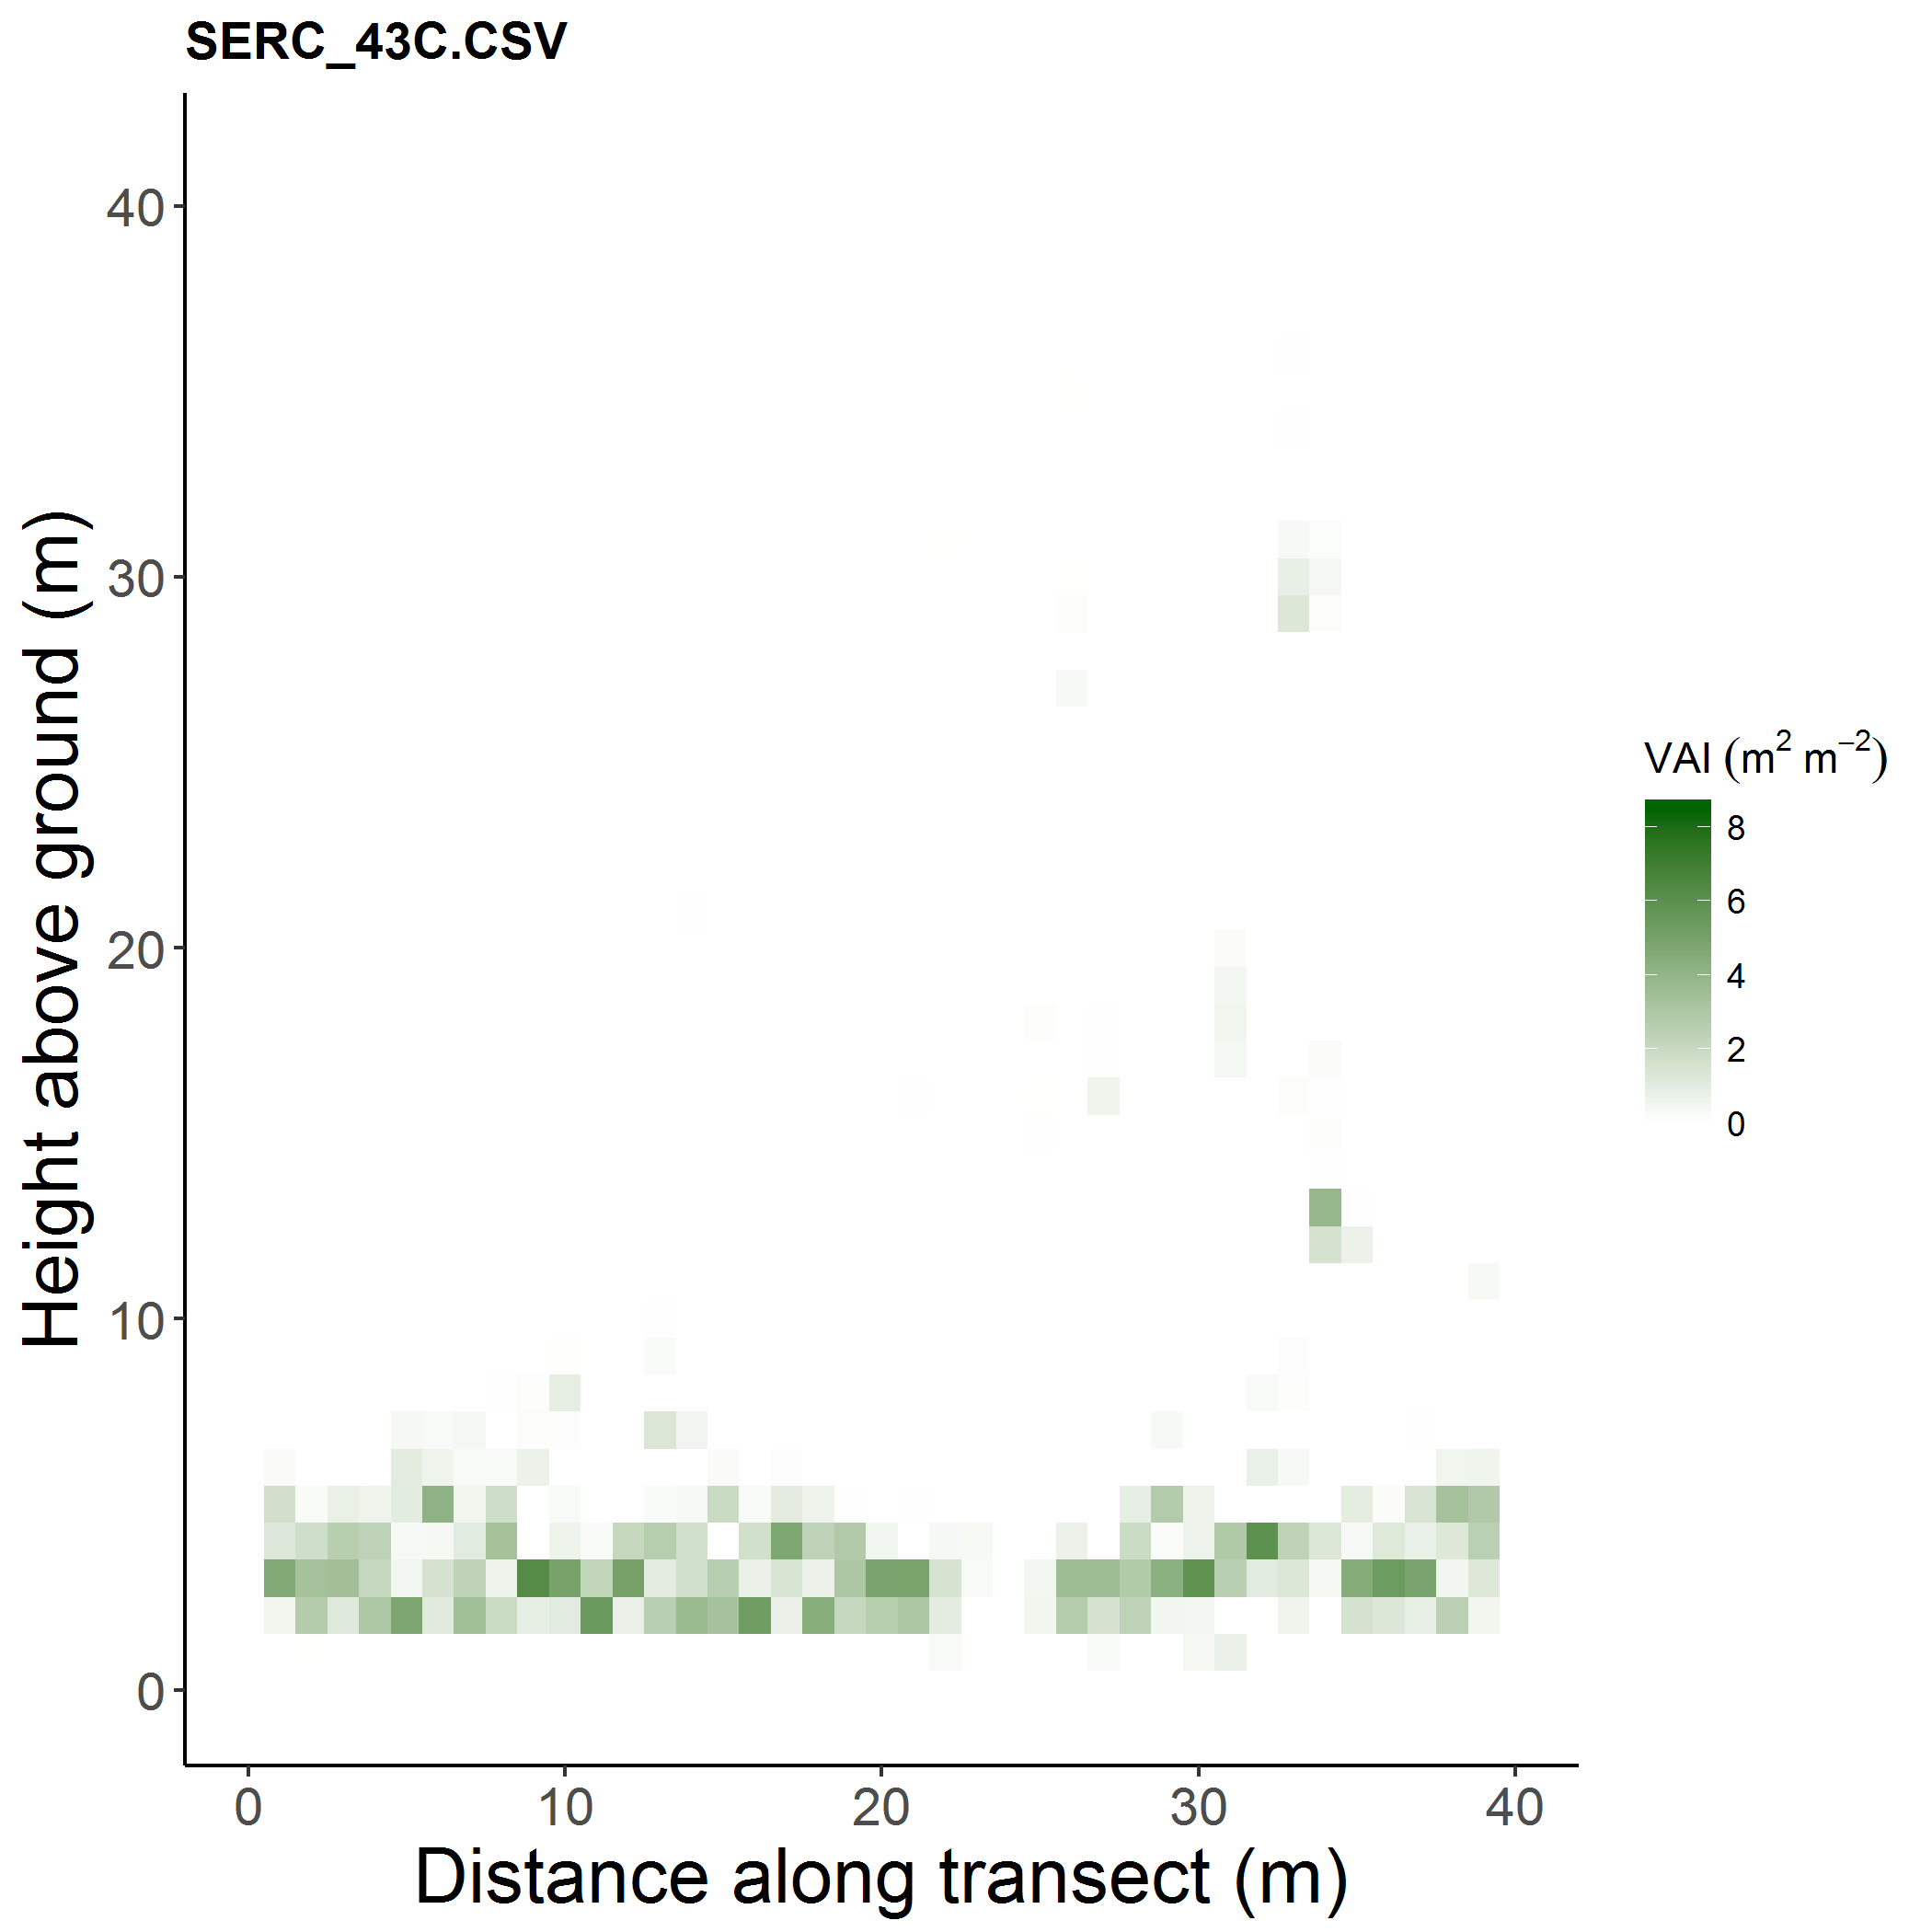 SERC_43C.CSV
Height above ground (m)
40
30
20
10
0
0 10 20 30 40
Distance along transect (m)
VAI (m² m⁻²)
8
6
4
2
0